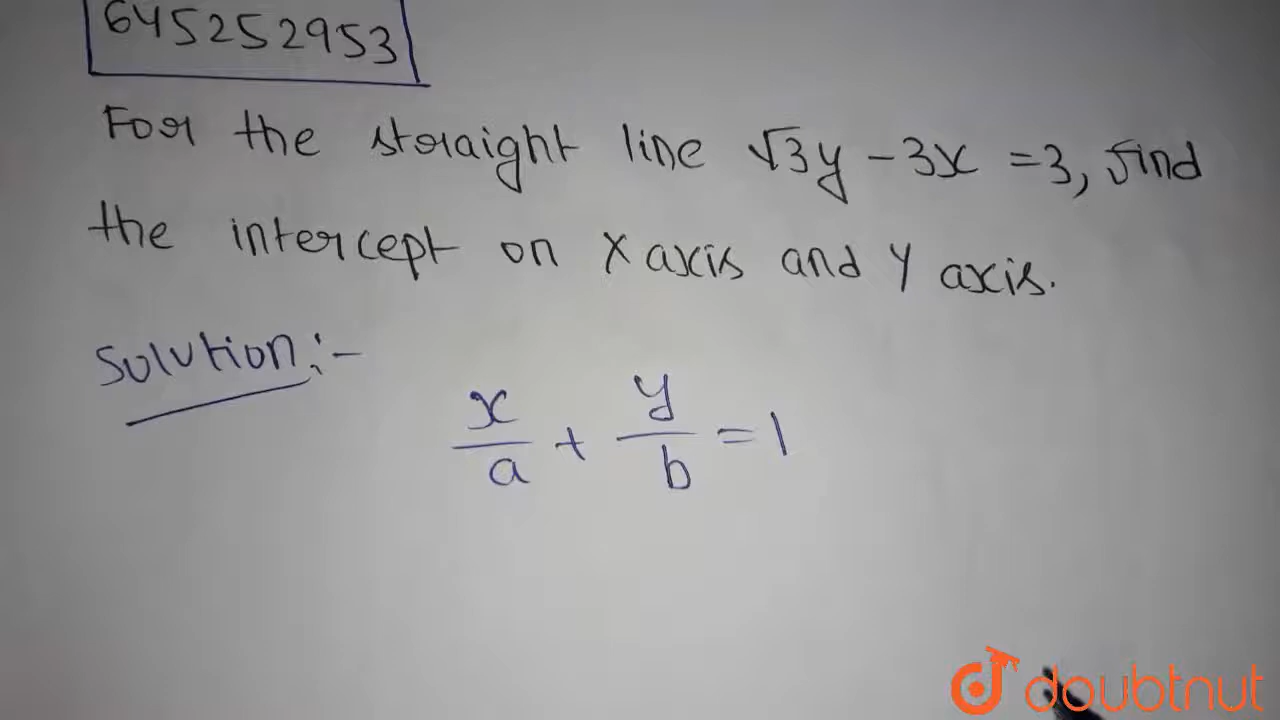 645252953
For the straight line √3y - 3x = 3, find
the intercept on X axis and Y axis.
Solution :-
x/a + y/b = 1
doubtnut